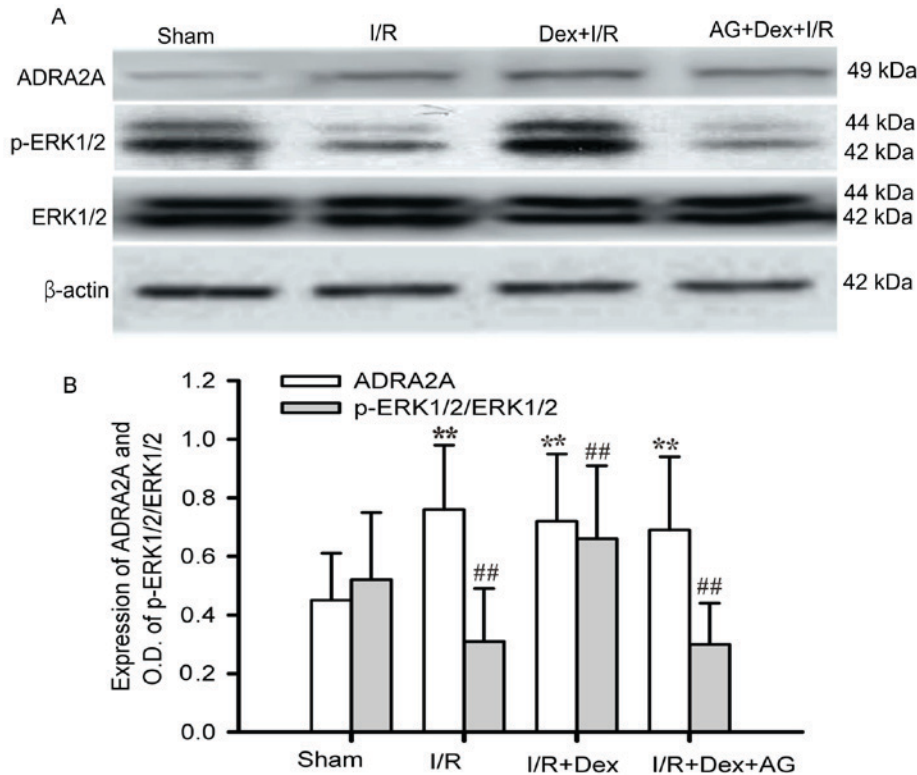 A
Sham I/R Dex+I/R AG+Dex+I/R
ADRA2A 49 kDa
p-ERK1/2 44 kDa
42 kDa
ERK1/2 44 kDa
42 kDa
β-actin 42 kDa
B
Expression of ADRA2A and
O.D. of p-ERK1/2/ERK1/2
1.2
1.0
0.8
0.6
0.4
0.2
0.0
ADRA2A
p-ERK1/2/ERK1/2
** ** ## **
## ##
Sham I/R I/R+Dex I/R+Dex+AG